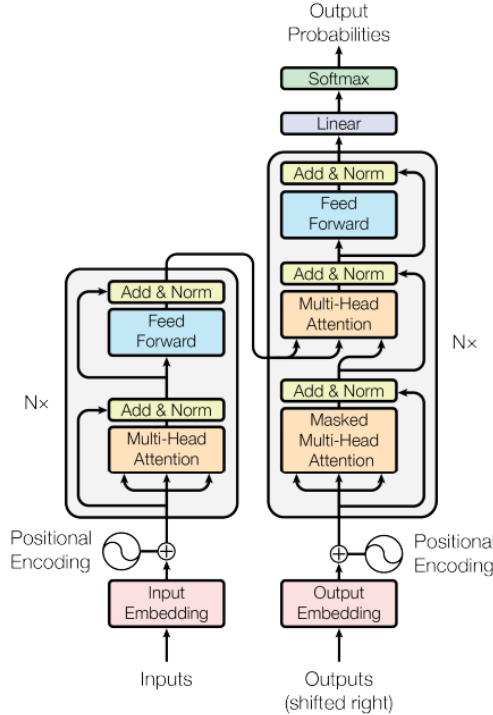 Output
Probabilities
Softmax
Linear
Add & Norm
Feed
Forward
Add & Norm
Multi-Head
Attention
Add & Norm
Masked
Multi-Head
Attention
N×
Add & Norm
Feed
Forward
Add & Norm
Multi-Head
Attention
N×
Positional
Encoding
Positional
Encoding
Input
Embedding
Output
Embedding
Inputs
Outputs
(shifted right)